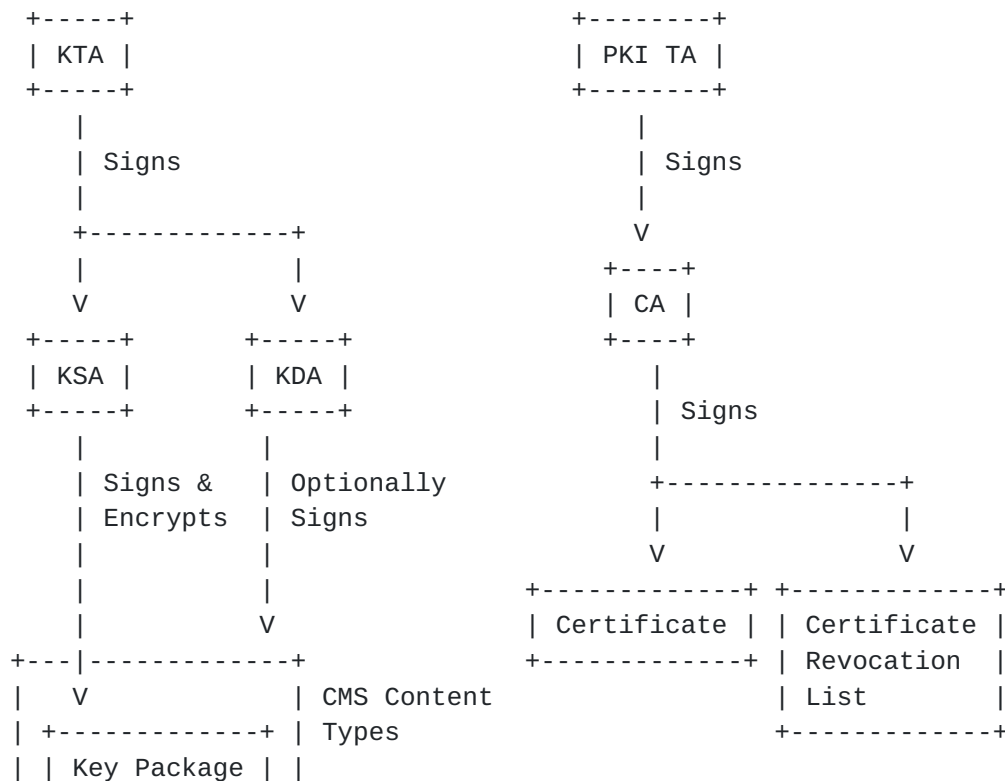 +-----+                          +--------+
| KTA |                          | PKI TA |
+-----+                          +--------+
   |                                 |
   | Signs                           | Signs
   |                                 |
   +-------------+                   V
   |             |                 +----+
   V             V                 | CA |
+-----+       +-----+              +----+
| KSA |       | KDA |                 |
+-----+       +-----+                 | Signs
   |           |                      |
   | Signs &   | Optionally           +---------------+
   | Encrypts  | Signs                |               |
   |           |                      V               V
   |           |              +-------------+ +-------------+
   |           V              | Certificate | | Certificate |
+---|-------------+           +-------------+ | Revocation  |
|   V             | CMS Content               | List        |
| +-------------+ | Types                     +-------------+
| | Key Package | |